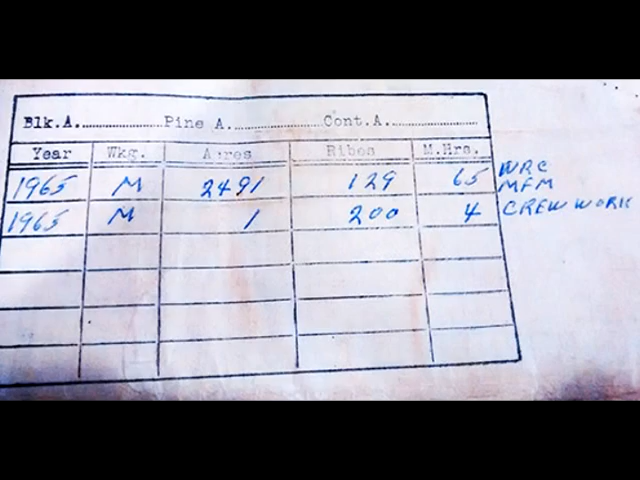 Blk.A.............Pine A.............Cont.A.............
Year Wkg. Acres Ribes M.Hrs.
1965 M 2491 129 65 WRC MFM
1965 M 1 200 4 CREW WORK